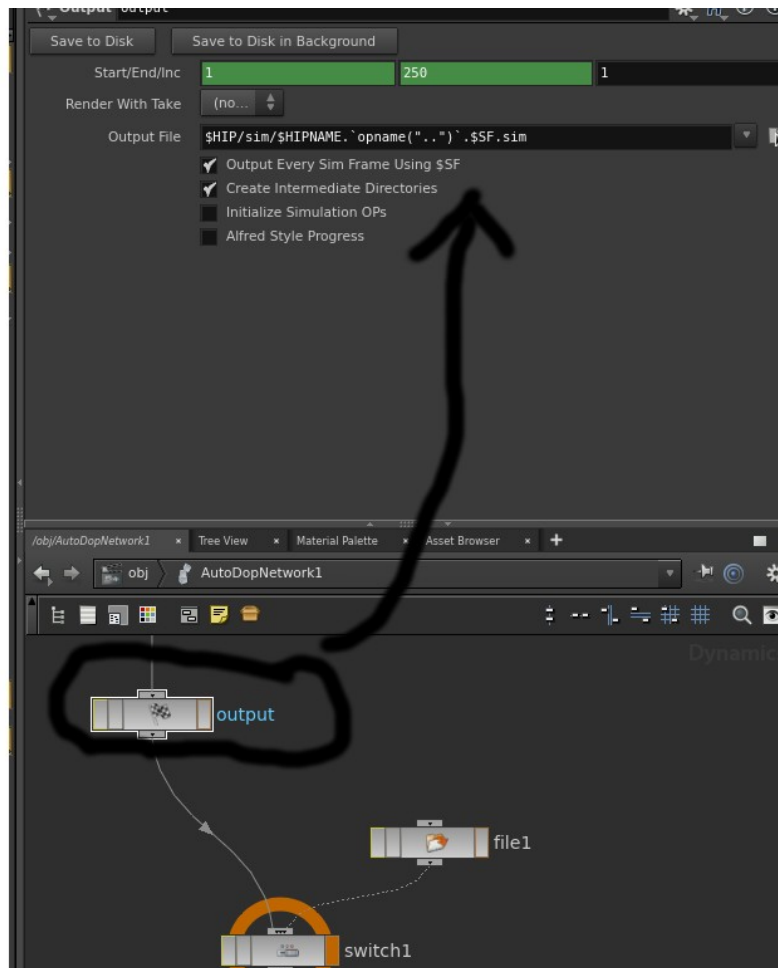 Output output
Save to Disk Save to Disk in Background
Start/End/Inc 1 250 1
Render With Take (no...
Output File $HIP/sim/$HIPNAME.`opname("..")`.$SF.sim
Output Every Sim Frame Using $SF
Create Intermediate Directories
Initialize Simulation OPs
Alfred Style Progress
/obj/AutoDopNetwork1 × Tree View × Material Palette × Asset Browser × +
obj AutoDopNetwork1
Dynamic
output
file1
switch1